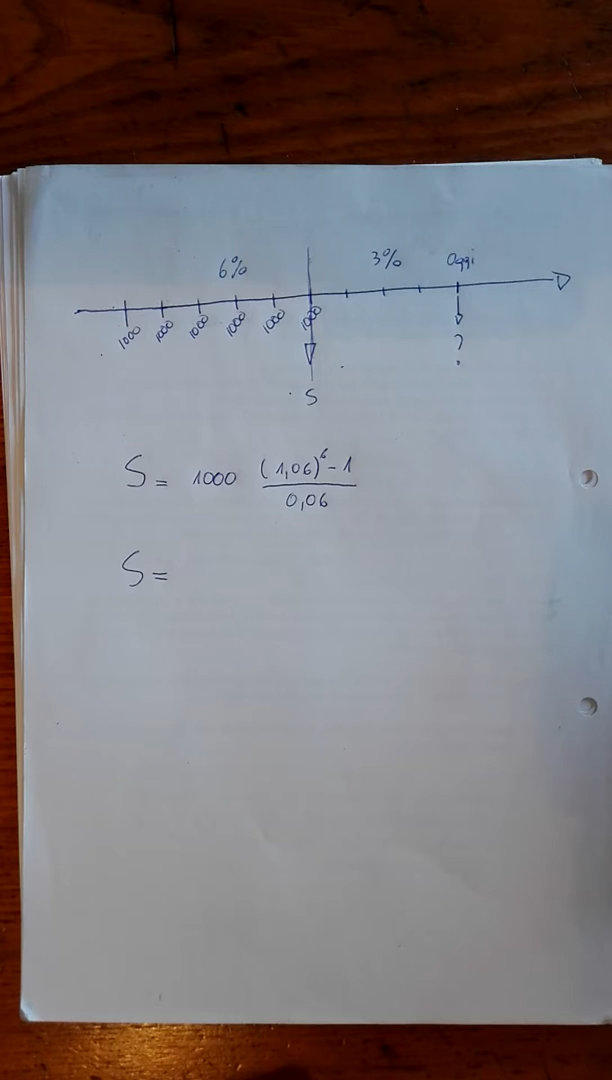 6% 3% Oggi
1000 1000 1000 1000 1000 1000
?
S
S = 1000 ((1,06)^6 - 1) / 0,06
S =